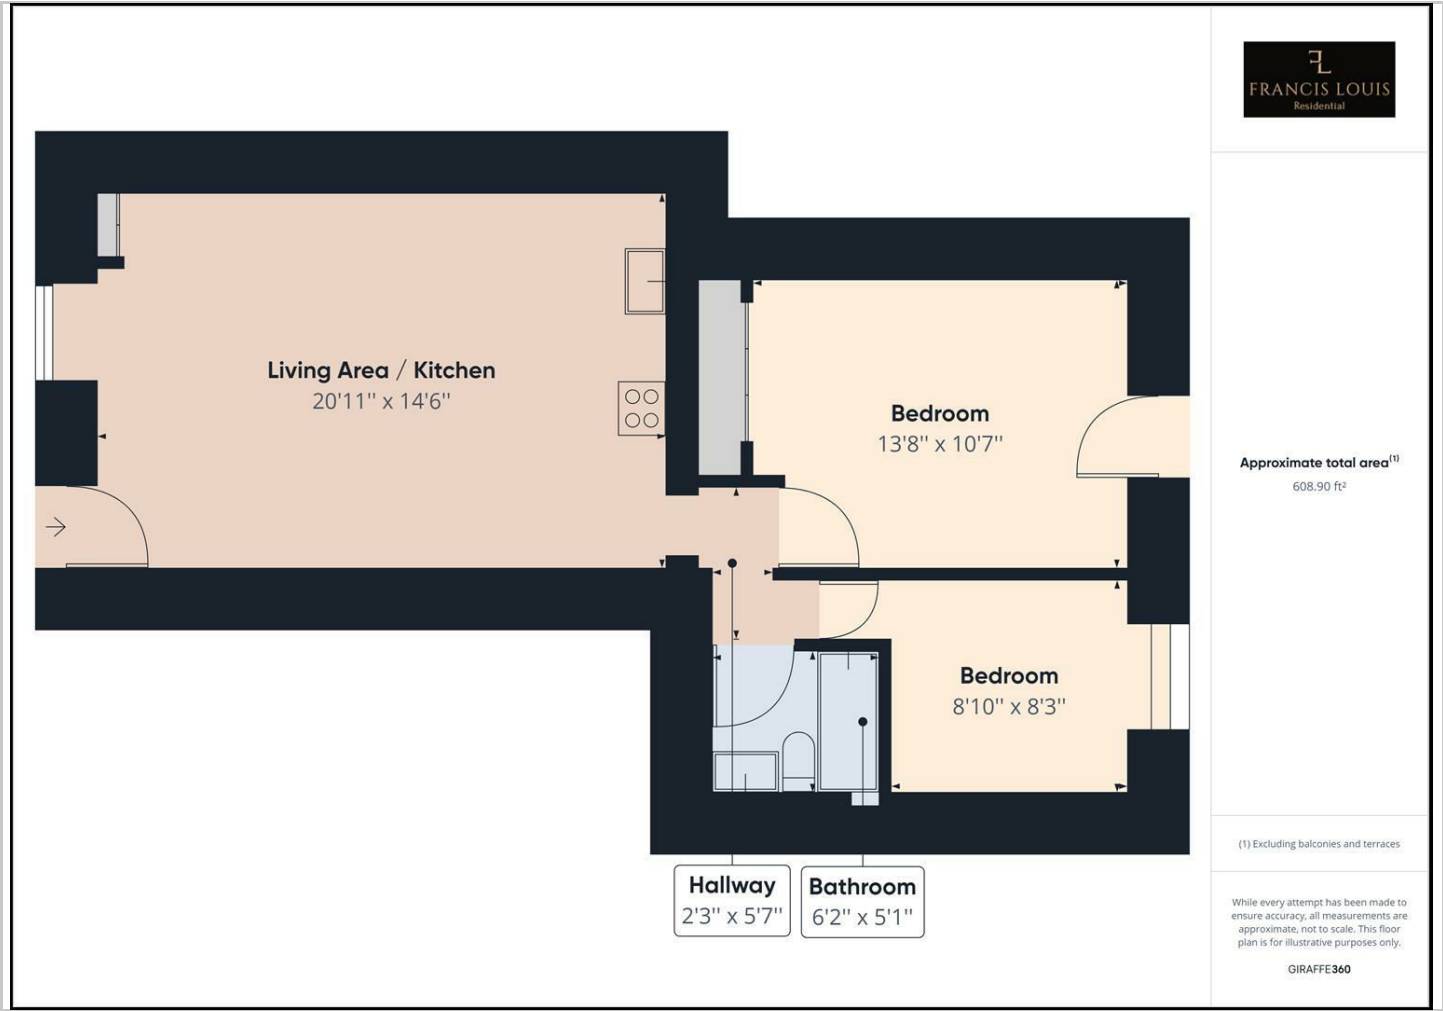 FRANCIS LOUIS
Residential
Living Area / Kitchen
20'11'' x 14'6''
Bedroom
13'8'' x 10'7''
Bedroom
8'10'' x 8'3''
Hallway
2'3'' x 5'7''
Bathroom
6'2'' x 5'1''
Approximate total area(1)
608.90 ft²
(1) Excluding balconies and terraces
While every attempt has been made to
ensure accuracy, all measurements are
approximate, not to scale. This floor
plan is for illustrative purposes only.
GIRAFFE360